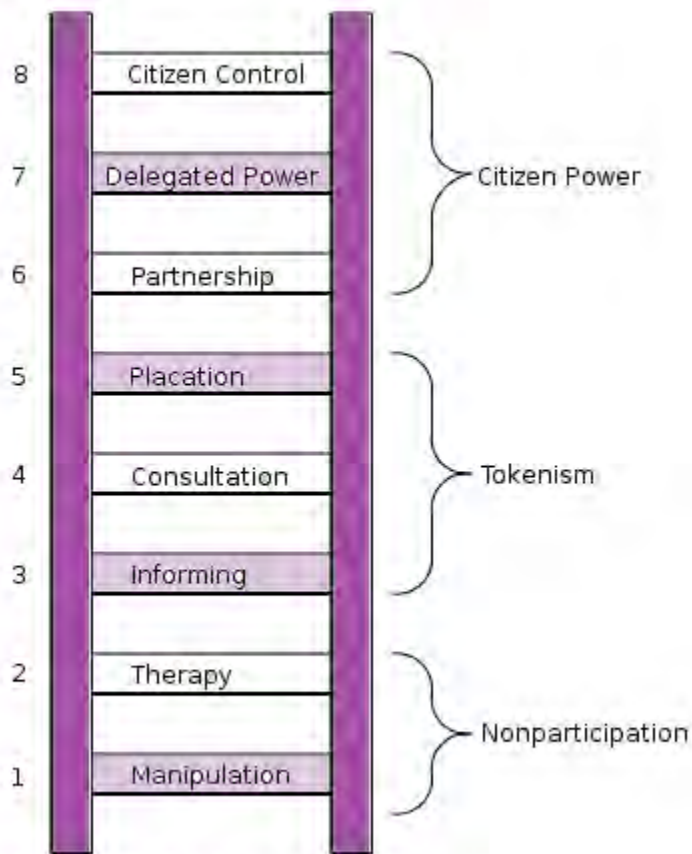 8 Citizen Control
7 Delegated Power
Citizen Power
6 Partnership
5 Placation
4 Consultation
Tokenism
3 Informing
2 Therapy
Nonparticipation
1 Manipulation